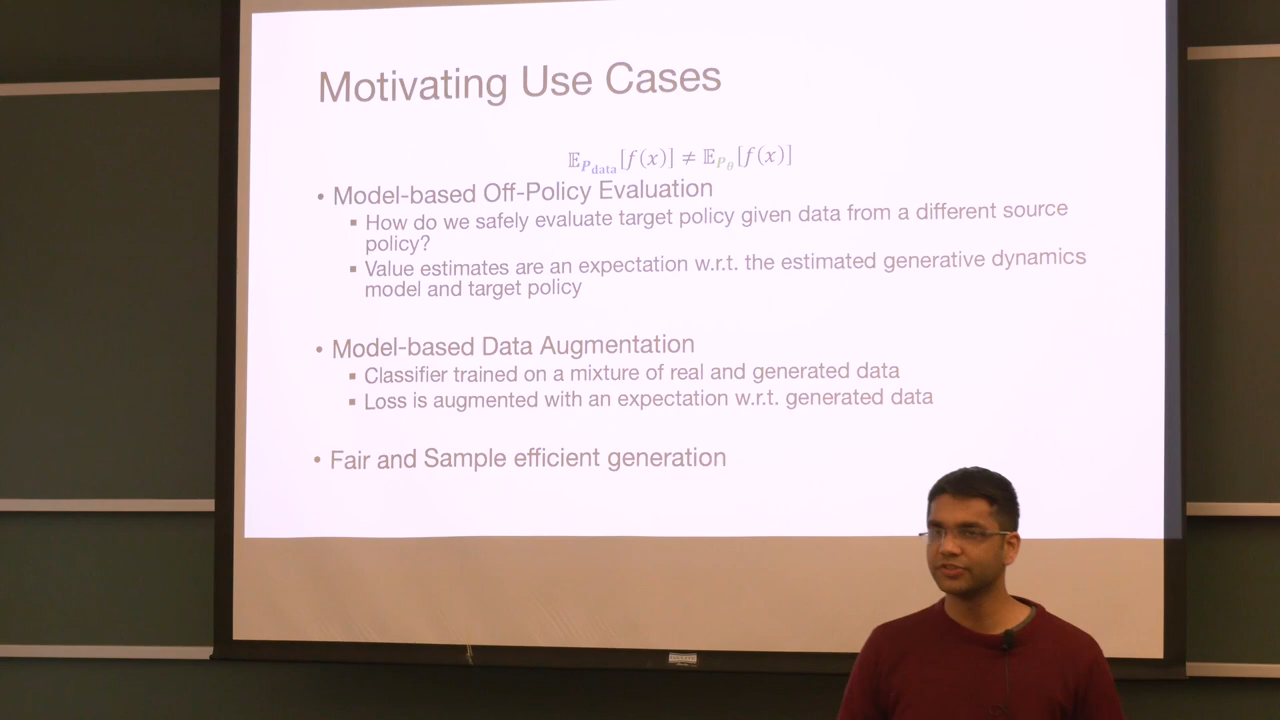 Motivating Use Cases
𝔼_{P_data}[f(x)] ≠ 𝔼_{P_θ}[f(x)]
• Model-based Off-Policy Evaluation
▪ How do we safely evaluate target policy given data from a different source
policy?
▪ Value estimates are an expectation w.r.t. the estimated generative dynamics
model and target policy
• Model-based Data Augmentation
▪ Classifier trained on a mixture of real and generated data
▪ Loss is augmented with an expectation w.r.t. generated data
• Fair and Sample efficient generation